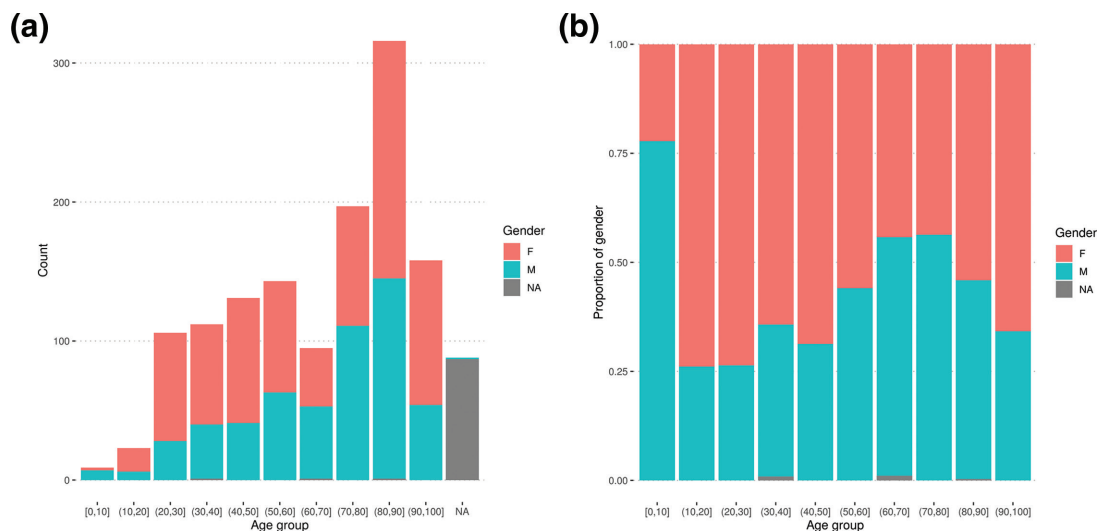 (a)
300
200
100
0
Count
[0,10] (10,20] (20,30] (30,40] (40,50] (50,60] (60,70] (70,80] (80,90] (90,100] NA
Age group
Gender
F
M
NA
(b)
1.00
0.75
0.50
0.25
0.00
Proportion of gender
[0,10] (10,20] (20,30] (30,40] (40,50] (50,60] (60,70] (70,80] (80,90] (90,100]
Age group
Gender
F
M
NA